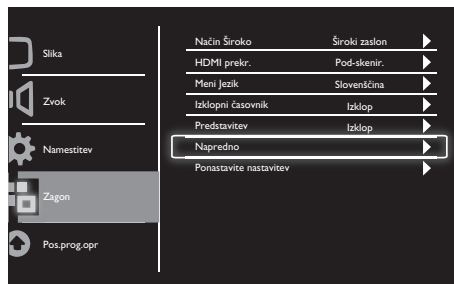 Slika
Zvok
Namestitev
Zagon
Pos.prog.opr
Način Široko Široki zaslon
HDMI prekr. Pod-skenir.
Meni Jezik Slovenščina
Izklopni časovnik Izklop
Predstavitev Izklop
Napredno
Ponastavite nastavitev